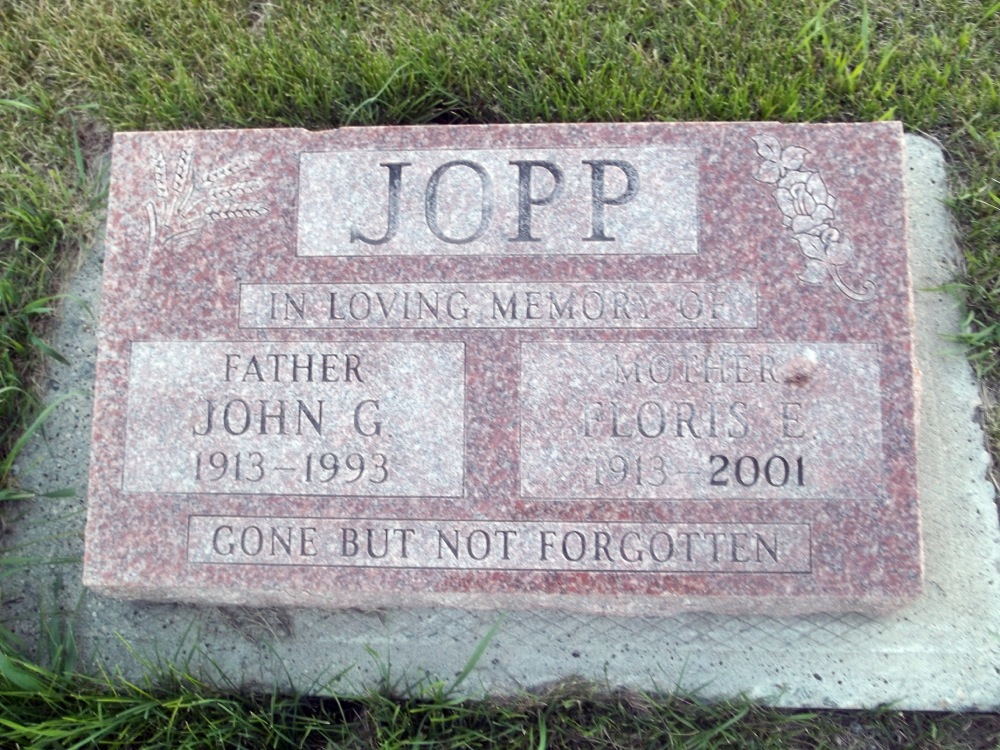 JOPP
IN LOVING MEMORY OF
FATHER
JOHN G.
1913-1993
MOTHER
FLORIS E.
1913-2001
GONE BUT NOT FORGOTTEN